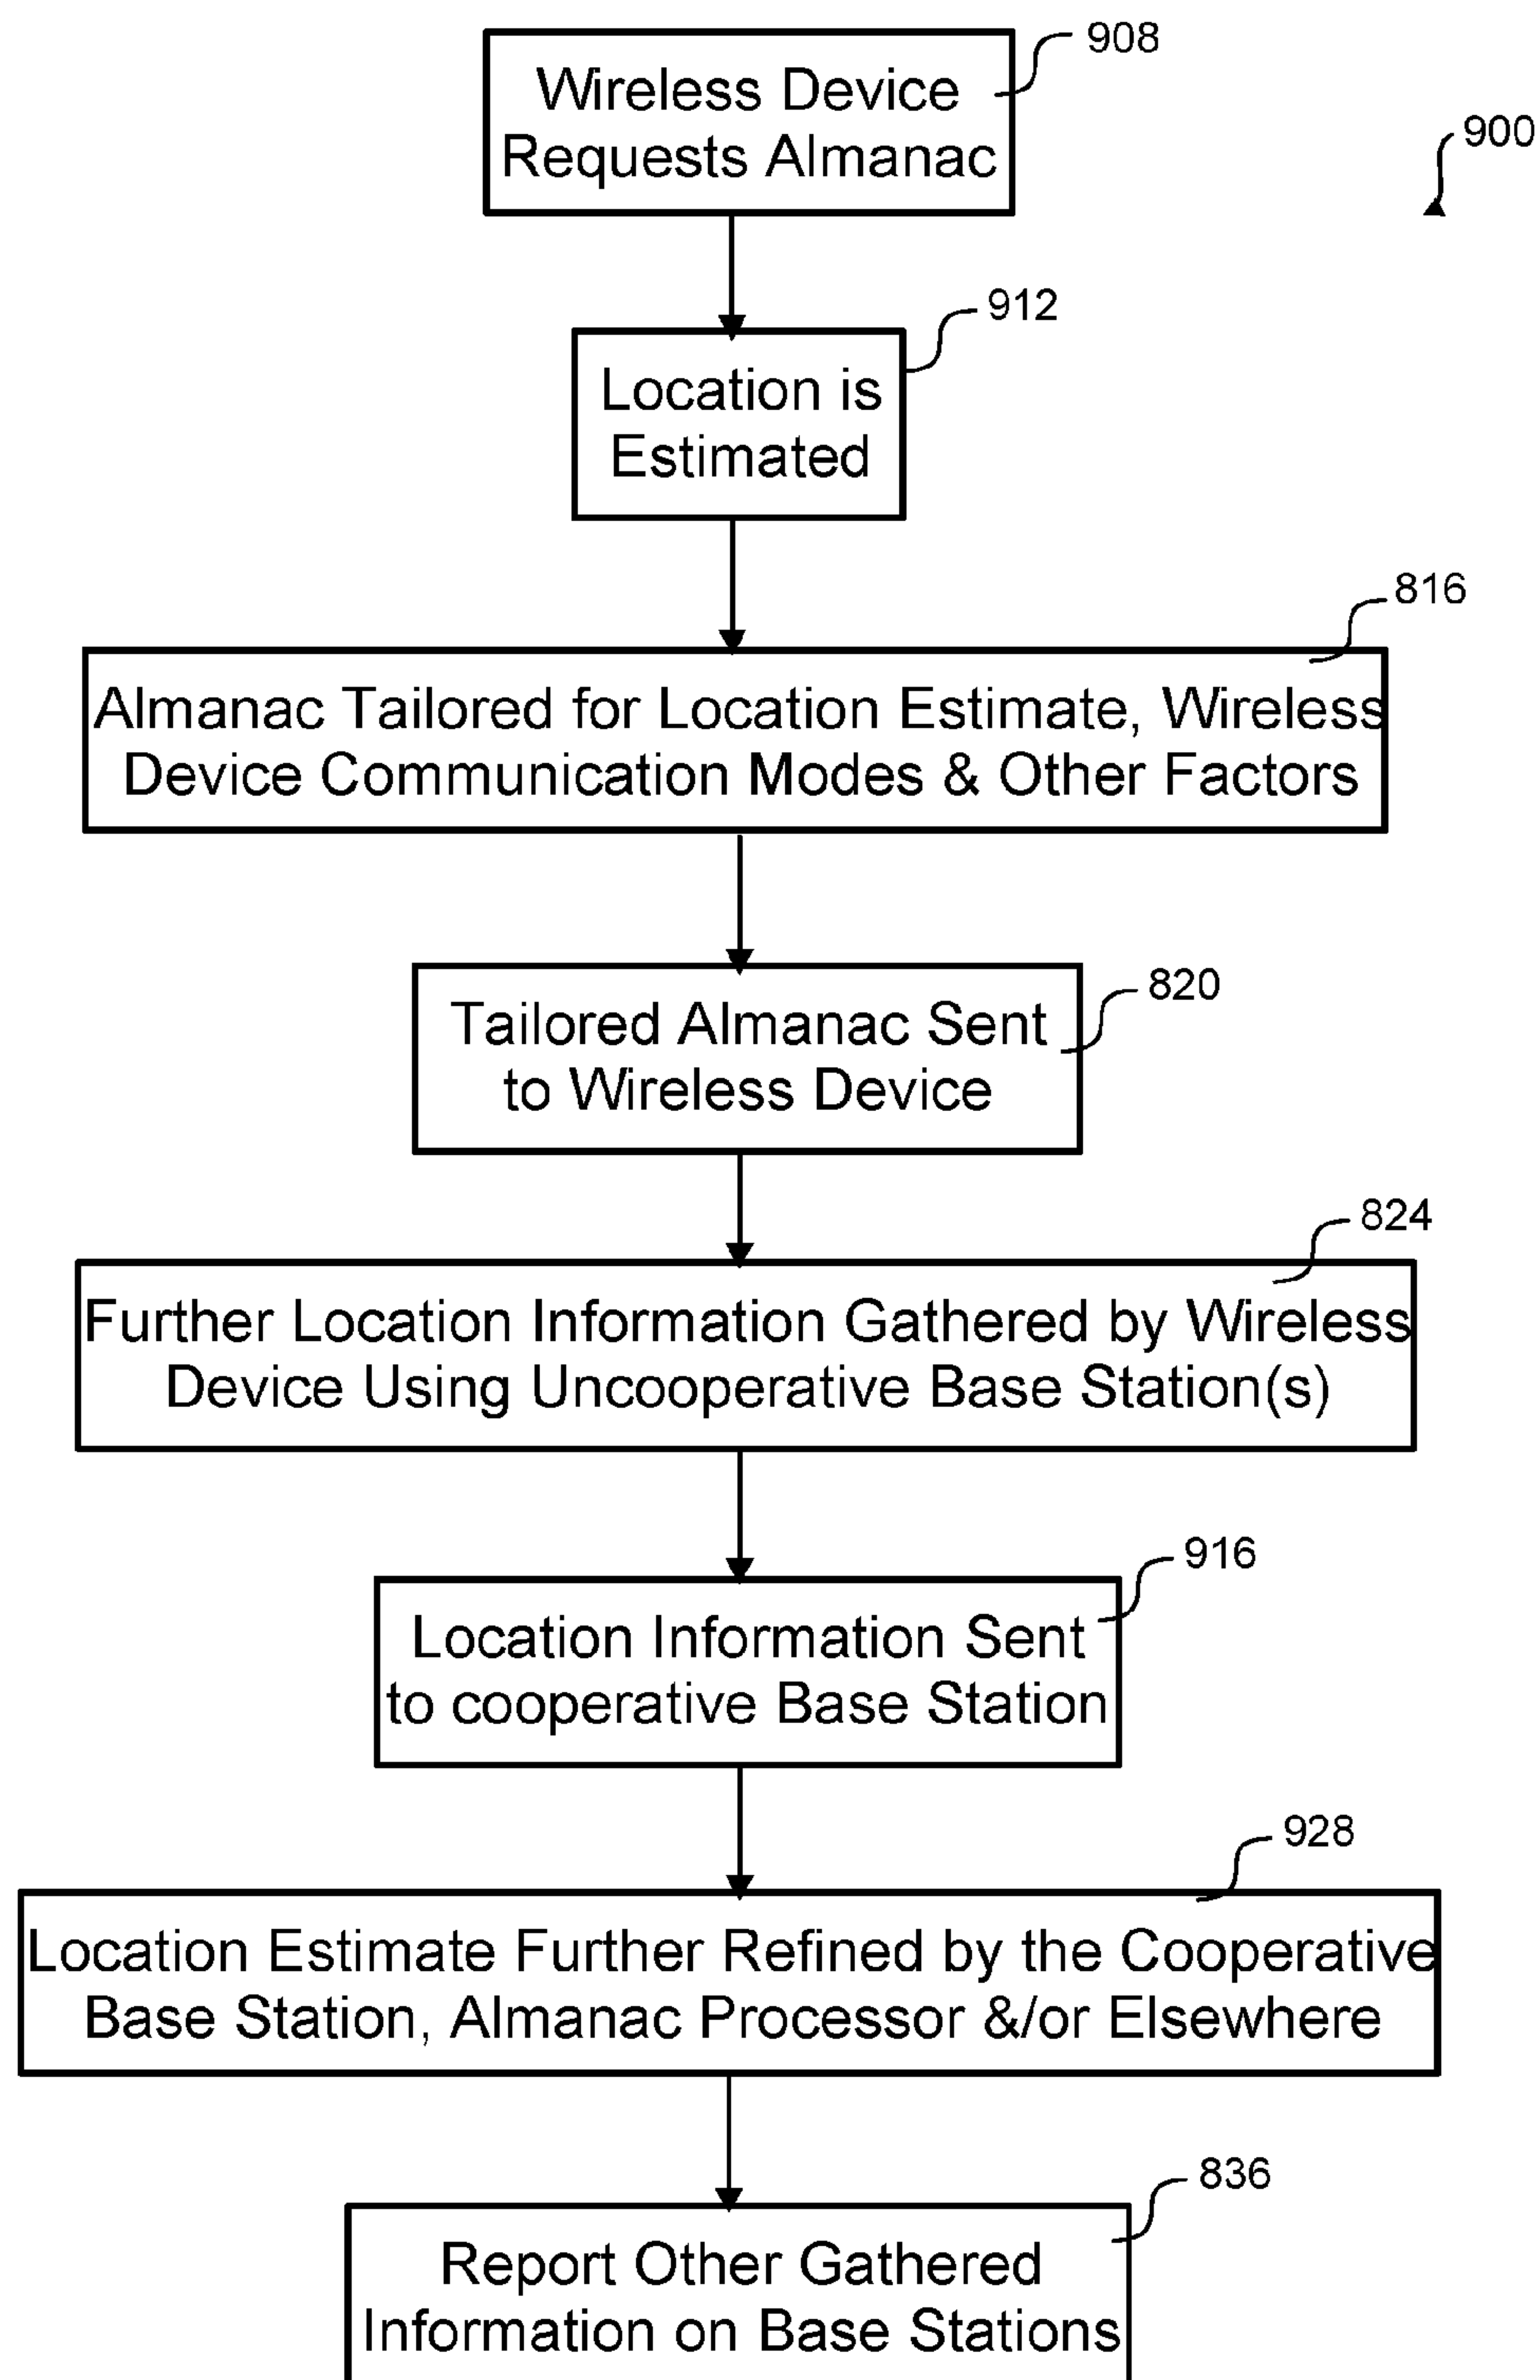 908
Wireless Device
Requests Almanac
900
912
Location is
Estimated
816
Almanac Tailored for Location Estimate, Wireless
Device Communication Modes & Other Factors
820
Tailored Almanac Sent
to Wireless Device
824
Further Location Information Gathered by Wireless
Device Using Uncooperative Base Station(s)
916
Location Information Sent
to cooperative Base Station
928
Location Estimate Further Refined by the Cooperative
Base Station, Almanac Processor &/or Elsewhere
836
Report Other Gathered
Information on Base Stations